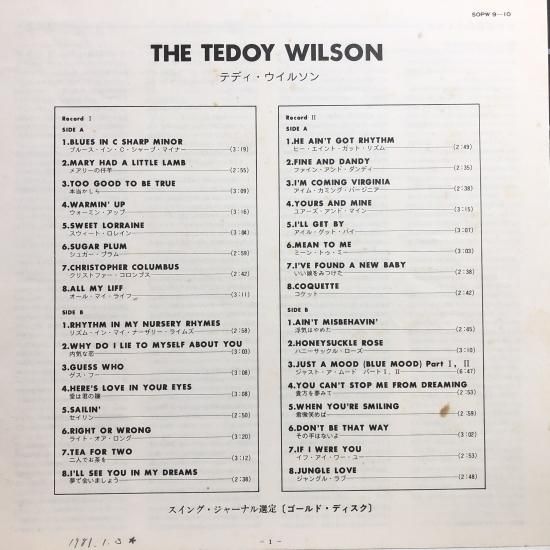 SOPW 9—10
THE TEDOY WILSON
テディ・ウイルソン
Record I
SIDE A
1.BLUES IN C SHARP MINOR
ブルース・イン・C・シャープ・マイナー (3:19)
2.MARY HAD A LITTLE LAMB
メアリーの仔羊 (2:55)
3.TOO GOOD TO BE TRUE
本当かしら (3:09)
4.WARMIN' UP
ウォーミン・アップ (3:16)
5.SWEET LORRAINE
スウィート・ロレイン (3:04)
6.SUGAR PLUM
シュガー・プラム (2:59)
7.CHRISTOPHER COLUMBUS
クリストファー・コロンブス (2:42)
8.ALL MY LIFF
オール・マイ・ライフ (3:11)
SIDE B
1.RHYTHM IN MY NURSERY RHYMES
リズム・イン・マイ・ナーザリー・ライムズ (2:58)
2.WHY DO I LIE TO MYSELF ABOUT YOU
内気な恋 (3:03)
3.GUESS WHO
ゲス・フー (3:08)
4.HERE'S LOVE IN YOUR EYES
愛は君の瞳 (3:08)
5.SAILIN'
セイリン (2:50)
6.RIGHT OR WRONG
ライト・オア・ロング (3:20)
7.TEA FOR TWO
二人でお茶を (3:12)
8.I'LL SEE YOU IN MY DREAMS
夢で会いましょう (2:38)
Record II
SIDE A
1.HE AIN'T GOT RHYTHM
ヒー・エイント・ガット・リズム (2:49)
2.FINE AND DANDY
ファイン・アンド・ダンディ (2:35)
3.I'M COMING VIRGINIA
アイム・カミング・バージニア (2:38)
4.YOURS AND MINE
ユアーズ・アンド・マイン (3:15)
5.I'LL GET BY
アイル・ゲット・バイ (3:07)
6.MEAN TO ME
ミーン・トゥ・ミー (3:03)
7.I'VE FOUND A NEW BABY
いい娘をみつけた (2:38)
8.COQUETTE
コケット (2:42)
SIDE B
1.AIN'T MISBEHAVIN'
浮気はやめた (2:45)
2.HONEYSUCKLE ROSE
ハニーサックル・ローズ (3:10)
3.JUST A MOOD (BLUE MOOD) Part I, II
ジャスト・ア・ムード パートI, II (6:47)
4.YOU CAN'T STOP ME FROM DREAMING
貴方を夢みて (2:53)
5.WHEN YOU'RE SMILING
君微笑めば (2:59)
6.DON'T BE THAT WAY
その手はないよ (3:02)
7.IF I WERE YOU
イフ・アイ・ワー・ユー (2:53)
8.JUNGLE LOVE
ジャングル・ラブ (2:48)
スイング・ジャーナル選定〔ゴールド・ディスク〕
1981.1.3
- 1 -